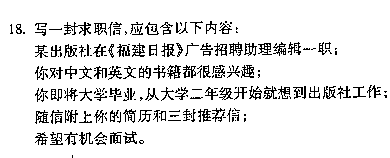 18. 写一封求职信,应包含以下内容:
某出版社在《福建日报》广告招聘助理编辑一职;
你对中文和英文的书籍都很感兴趣;
你即将大学毕业,从大学二年级开始就想到出版社工作;
随信附上你的简历和三封推荐信;
希望有机会面试。